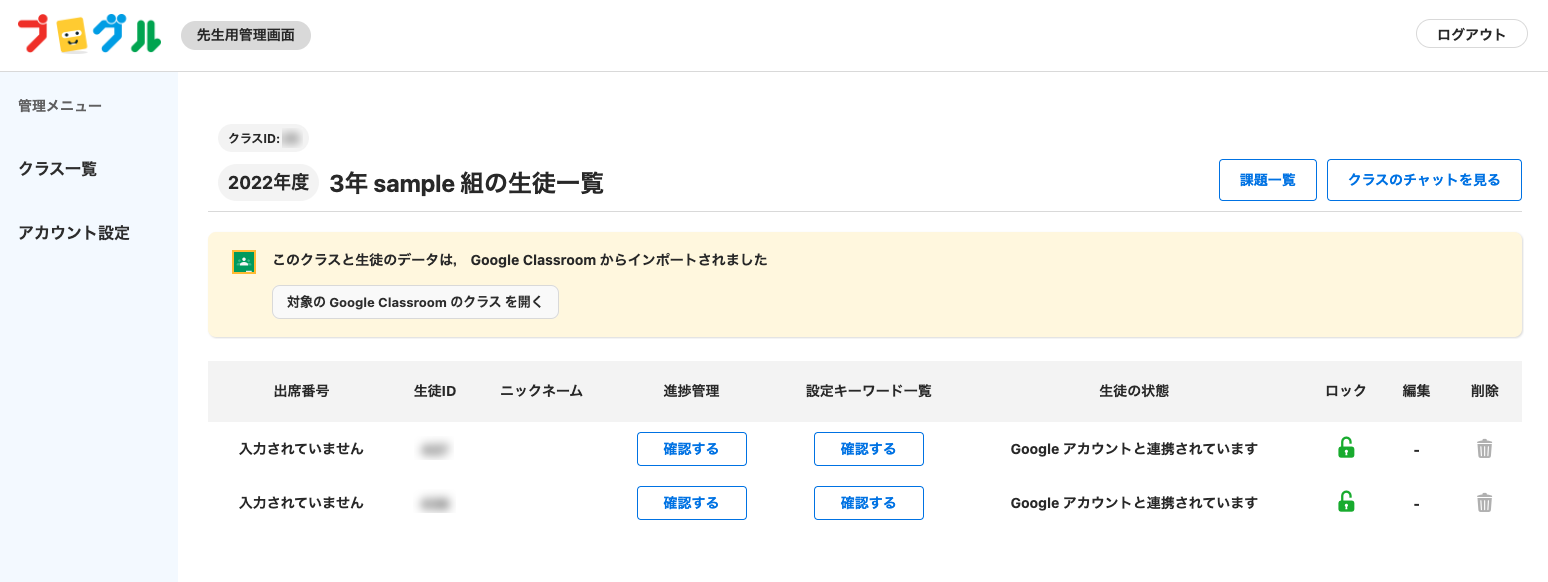 プログル 先生用管理画面 ログアウト
管理メニュー
クラス一覧
アカウント設定
クラスID:
2022年度 3年 sample 組の生徒一覧 課題一覧 クラスのチャットを見る
このクラスと生徒のデータは, Google Classroom からインポートされました
対象の Google Classroom のクラス を開く
出席番号 生徒ID ニックネーム 進捗管理 設定キーワード一覧 生徒の状態 ロック 編集 削除
入力されていません 確認する 確認する Google アカウントと連携されています -
入力されていません 確認する 確認する Google アカウントと連携されています -